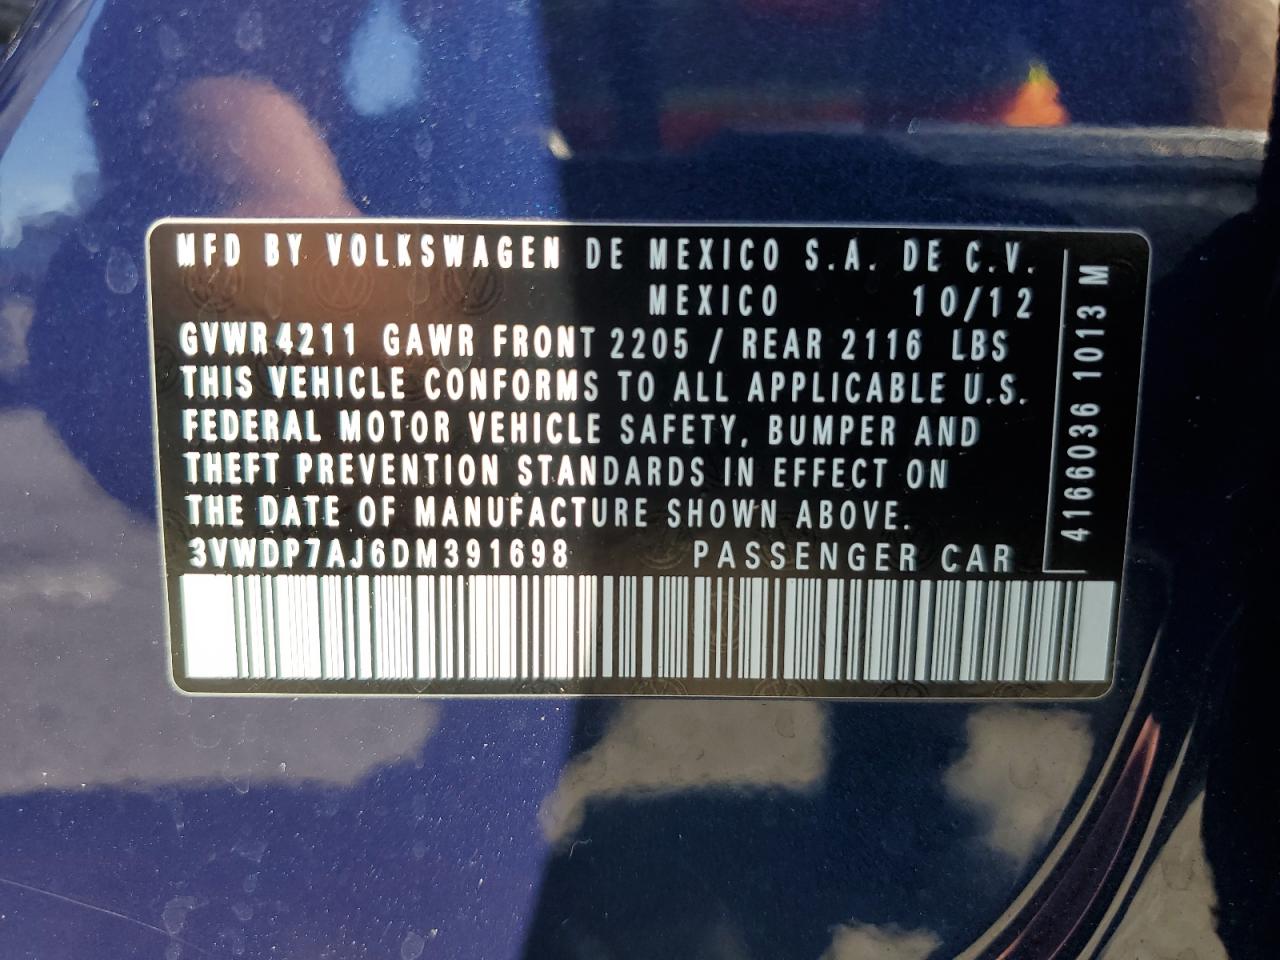 MFD BY VOLKSWAGEN DE MEXICO S.A. DE C.V.
MEXICO 10/12
GVWR 4211 GAWR FRONT 2205 / REAR 2116 LBS
THIS VEHICLE CONFORMS TO ALL APPLICABLE U.S.
FEDERAL MOTOR VEHICLE SAFETY, BUMPER AND
THEFT PREVENTION STANDARDS IN EFFECT ON
THE DATE OF MANUFACTURE SHOWN ABOVE.
3VWDP7AJ6DM391698 PASSENGER CAR
4166036 1013 M